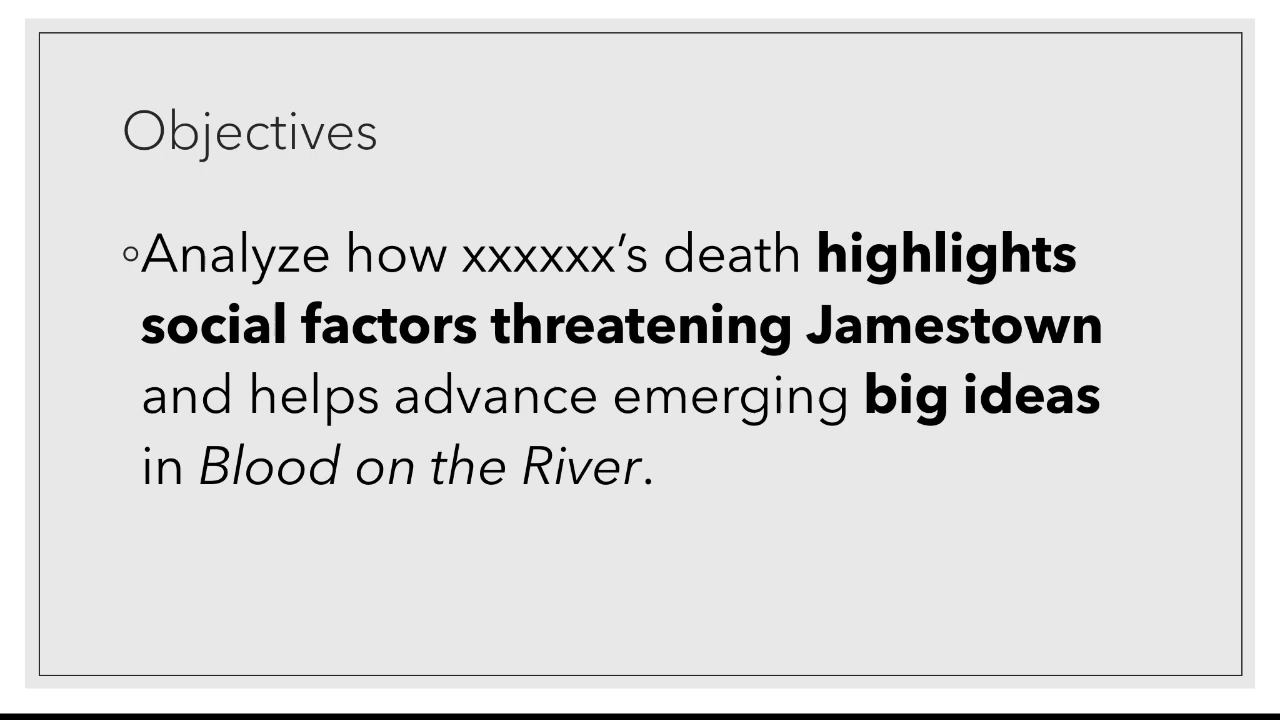 Objectives
◦Analyze how xxxxxx’s death highlights
social factors threatening Jamestown
and helps advance emerging big ideas
in Blood on the River.